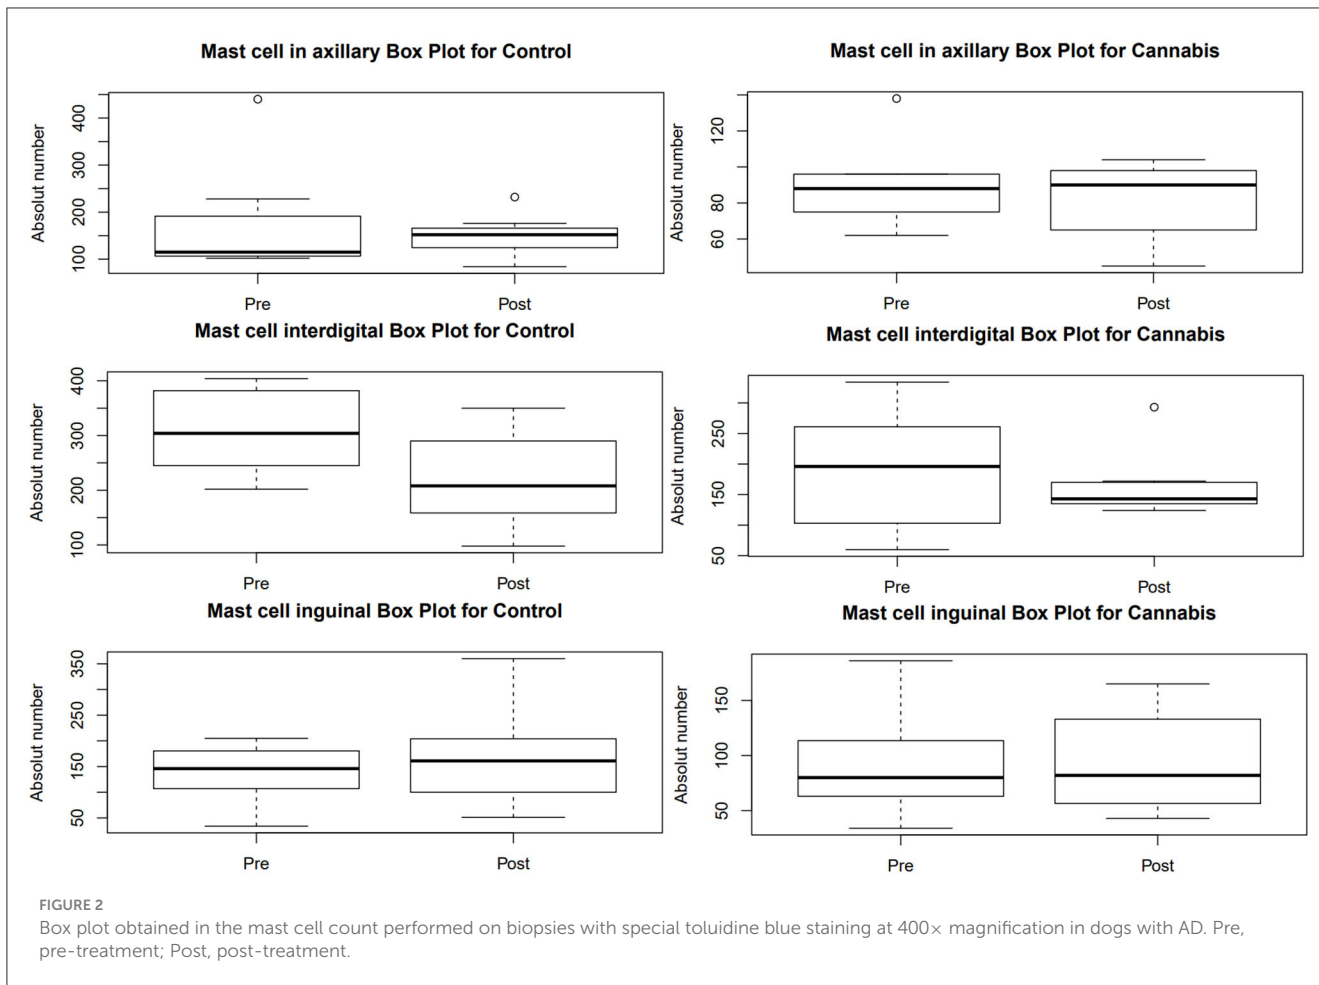 Mast cell in axillary Box Plot for Control
Absolut number
100
200
300
400
Pre
Post
Mast cell in axillary Box Plot for Cannabis
Absolut number
60
80
120
Pre
Post
Mast cell interdigital Box Plot for Control
Absolut number
100
200
300
400
Pre
Post
Mast cell interdigital Box Plot for Cannabis
Absolut number
50
150
250
Pre
Post
Mast cell inguinal Box Plot for Control
Absolut number
50
150
250
350
Pre
Post
Mast cell inguinal Box Plot for Cannabis
Absolut number
50
100
150
Pre
Post
FIGURE 2
Box plot obtained in the mast cell count performed on biopsies with special toluidine blue staining at 400× magnification in dogs with AD. Pre,
pre-treatment; Post, post-treatment.